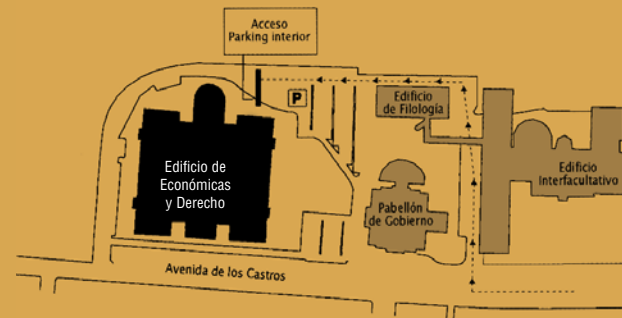 Acceso
Parking interior
P
Edificio
de Filología
Edificio de
Económicas
y Derecho
Edificio
Interfacultativo
Pabellón
de Gobierno
Avenida de los Castros